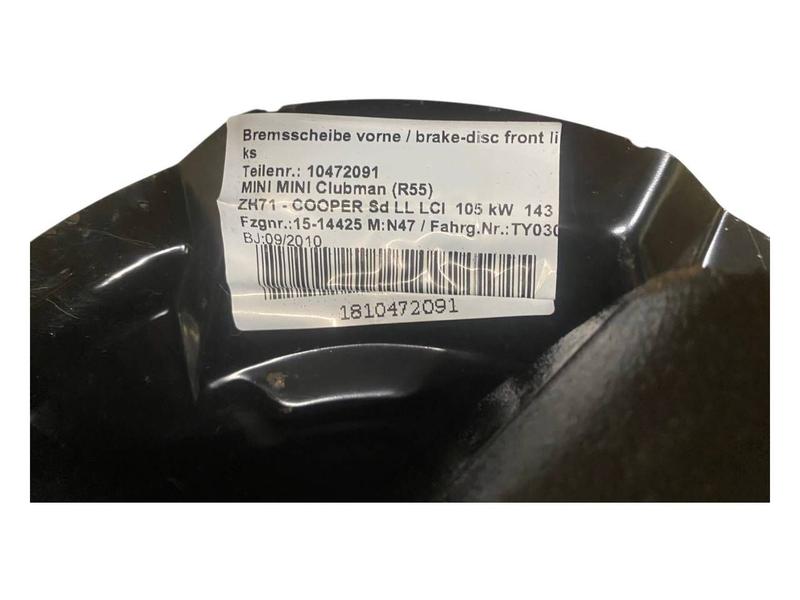 Bremsscheibe vorne / brake-disc front li
ks
Teilenr.: 10472091
MINI MINI Clubman (R55)
ZH71 - COOPER Sd LL LCI 105 kW 143
Fzgnr.:15-14425 M:N47 / Fahrg.Nr.:TY030
BJ:09/2010
1810472091